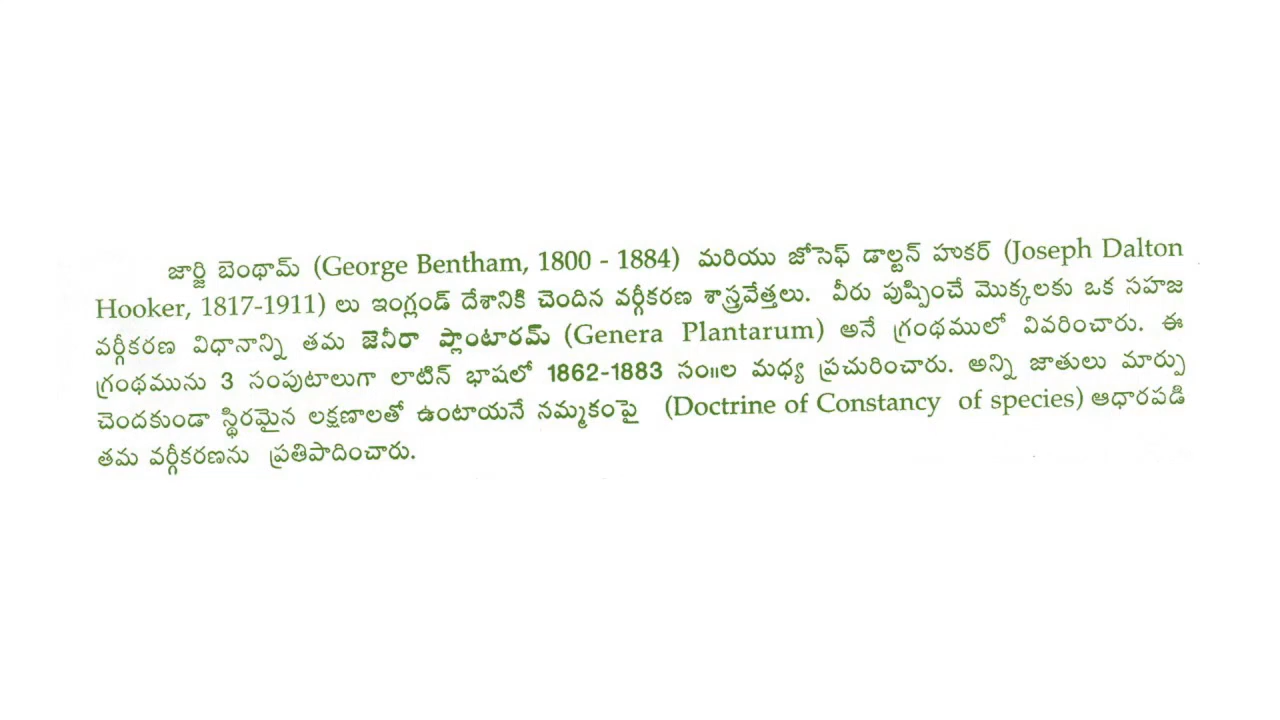 జార్జి బెంథామ్ (George Bentham, 1800 - 1884) మరియు జోసెఫ్ డాల్టన్ హుకర్ (Joseph Dalton
Hooker, 1817-1911) లు ఇంగ్లండ్ దేశానికి చెందిన వర్గీకరణ శాస్త్రవేత్తలు. వీరు పుష్పించే మొక్కలకు ఒక సహజ
వర్గీకరణ విధానాన్ని తమ జెనీరా ప్లాంటారమ్ (Genera Plantarum) అనే గ్రంథములో వివరించారు. ఈ
గ్రంథమును 3 సంపుటాలుగా లాటిన్ భాషలో 1862-1883 సం॥ల మధ్య ప్రచురించారు. అన్ని జాతులు మార్పు
చెందకుండా స్థిరమైన లక్షణాలతో ఉంటాయనే నమ్మకంపై (Doctrine of Constancy of species) ఆధారపడి
తమ వర్గీకరణను ప్రతిపాదించారు.